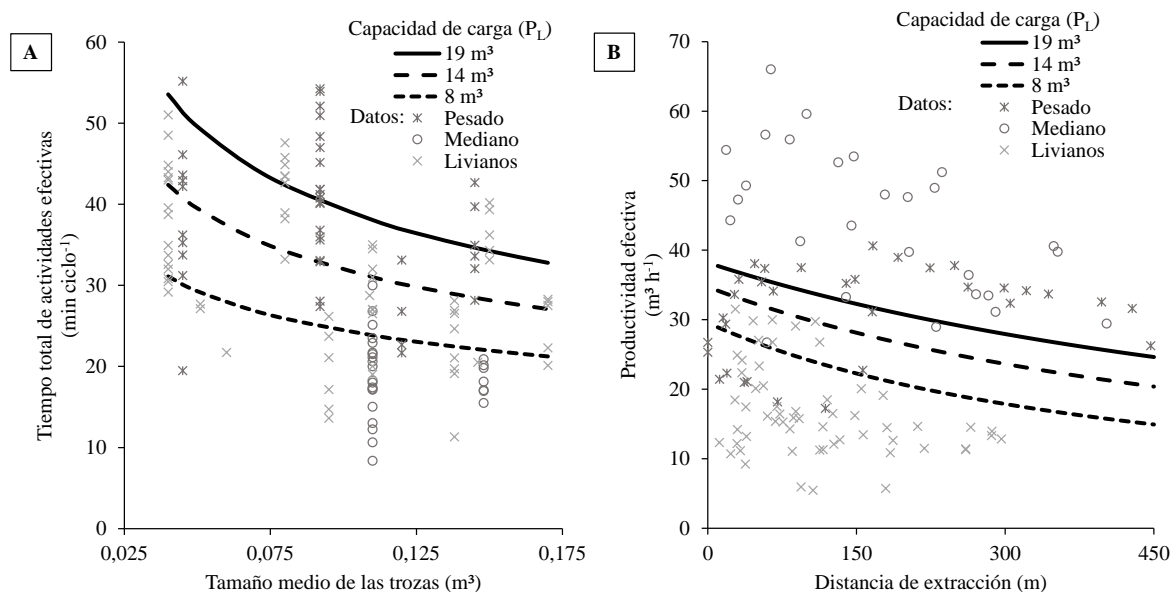 A
Capacidad de carga (PL)
19 m³
14 m³
8 m³
Datos:
Pesado
Mediano
Livianos
60
50
40
30
20
10
0
0,025
0,075
0,125
0,175
Tiempo total de actividades efectivas
(min ciclo-1)
Tamaño medio de las trozas (m³)
B
Capacidad de carga (PL)
19 m³
14 m³
8 m³
Datos:
Pesado
Mediano
Livianos
70
60
50
40
30
20
10
0
0
150
300
450
Productividad efectiva
(m³ h-1)
Distancia de extracción (m)